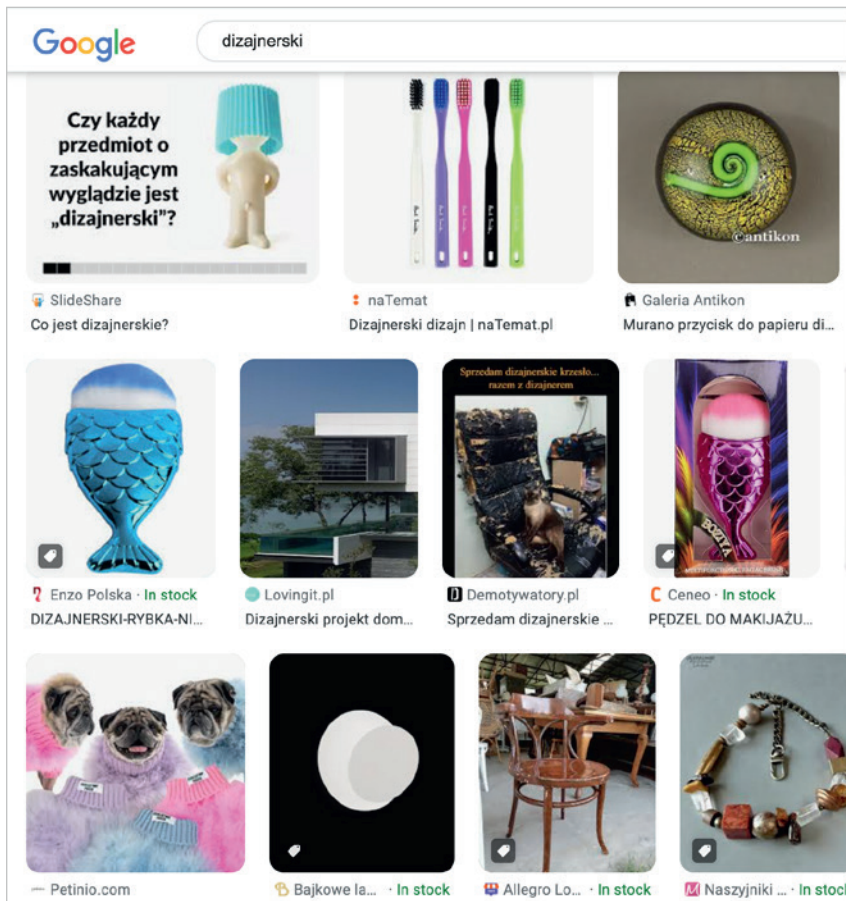 Google
dizajnerski
Czy każdy
przedmiot o
zaskakującym
wyglądzie jest
„dizajnerski”?
©antikon
SlideShare
naTemat
Galeria Antikon
Co jest dizajnerskie?
Dizajnerski dizajn | naTemat.pl
Murano przycisk do papieru di...
Sprzedam dizajnerskie krzesło...
razem z dizajnerem
BOZYA
Enzo Polska · In stock
Lovingit.pl
Demotywatory.pl
Ceneo · In stock
DIZAJNERSKI-RYBKA-NI...
Dizajnerski projekt dom...
Sprzedam dizajnerskie ...
PĘDZEL DO MAKIJAŻU...
Petinio.com
Bajkowe la... · In stock
Allegro Lo... · In stock
Naszyjniki ... · In stock